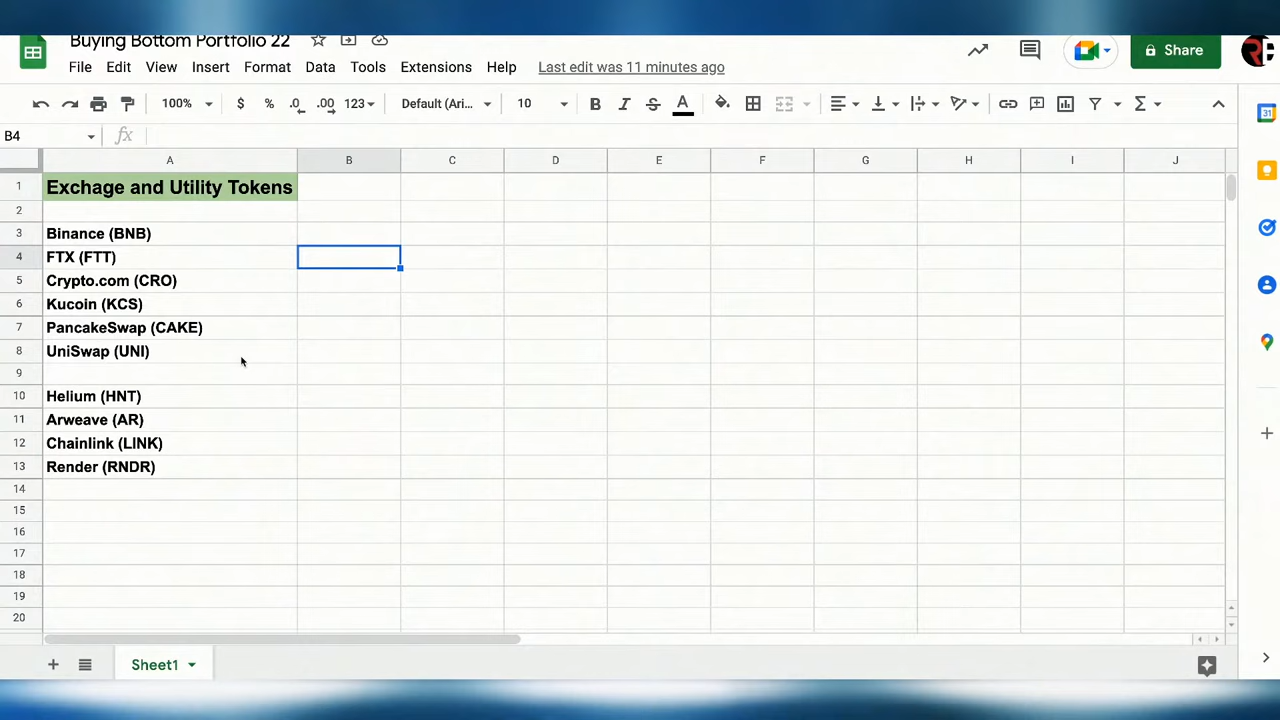 Buying Bottom Portfolio 22
File Edit View Insert Format Data Tools Extensions Help Last edit was 11 minutes ago
Share
100% $ % .0 .00 123 Default (Ari... 10 B I S A
B4 fx
A B C D E F G H I J
1 Exchage and Utility Tokens
2
3 Binance (BNB)
4 FTX (FTT)
5 Crypto.com (CRO)
6 Kucoin (KCS)
7 PancakeSwap (CAKE)
8 UniSwap (UNI)
9
10 Helium (HNT)
11 Arweave (AR)
12 Chainlink (LINK)
13 Render (RNDR)
14
15
16
17
18
19
20
Sheet1
31